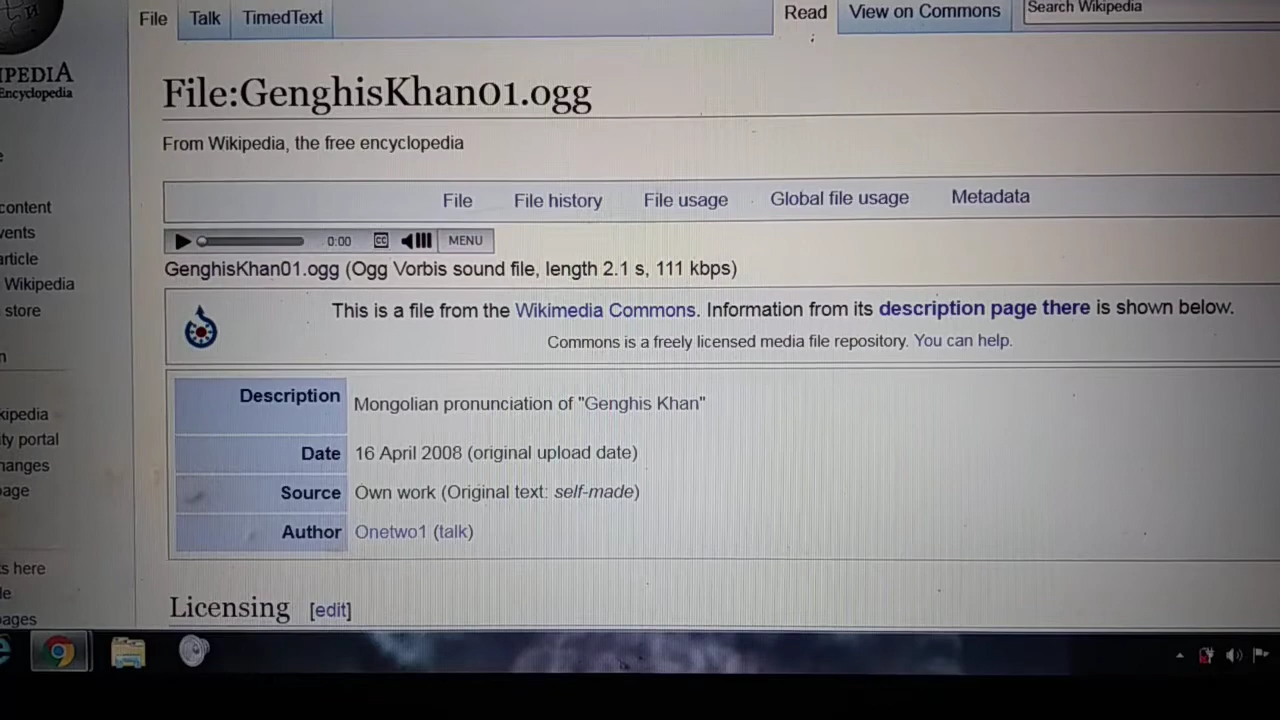 File Talk TimedText Read View on Commons Search Wikipedia
IPEDIA
Encyclopedia
File:GenghisKhan01.ogg
From Wikipedia, the free encyclopedia
File File history File usage Global file usage Metadata
0:00 CC MENU
GenghisKhan01.ogg (Ogg Vorbis sound file, length 2.1 s, 111 kbps)
This is a file from the Wikimedia Commons. Information from its description page there is shown below.
Commons is a freely licensed media file repository. You can help.
Description Mongolian pronunciation of "Genghis Khan"
Date 16 April 2008 (original upload date)
Source Own work (Original text: self-made)
Author Onetwo1 (talk)
Licensing [edit]
content
vents
article
Wikipedia
store
kipedia
ity portal
hanges
page
s here
le
pages